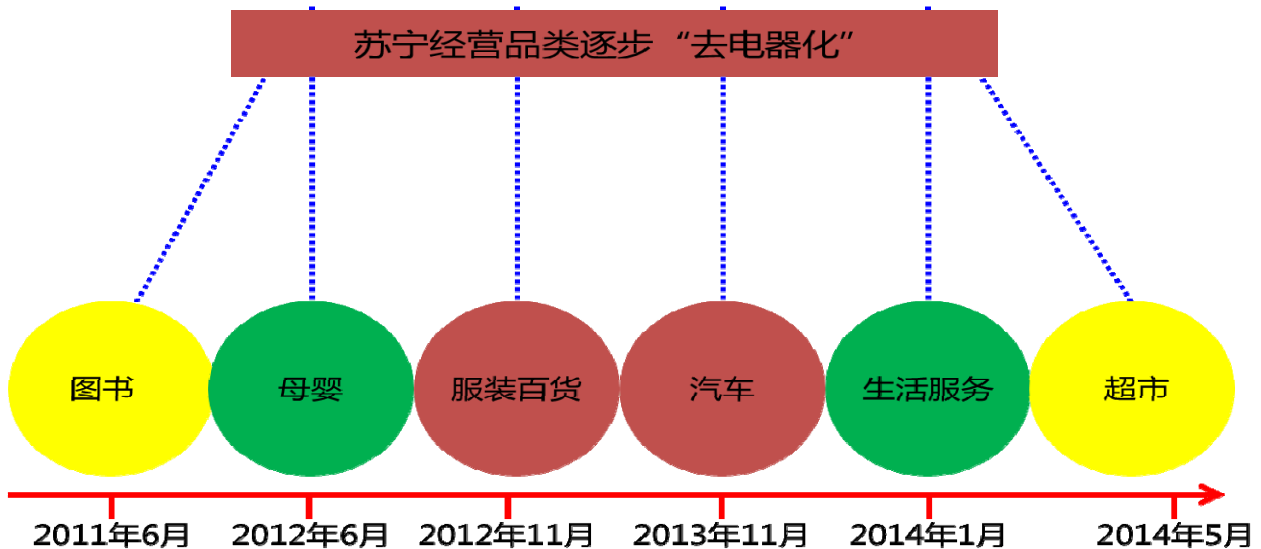 苏宁经营品类逐步“去电器化”
图书
母婴
服装百货
汽车
生活服务
超市
2011年6月
2012年6月
2012年11月
2013年11月
2014年1月
2014年5月